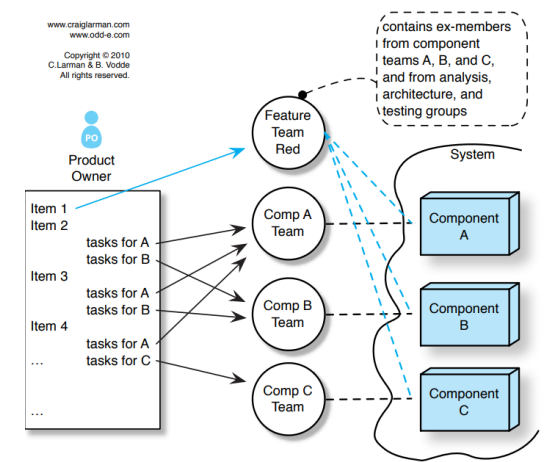 www.craiglarman.com
www.odd-e.com
Copyright © 2010
C.Larman & B. Vodde
All rights reserved.
contains ex-members
from component
teams A, B, and C,
and from analysis,
architecture, and
testing groups
PO
Product
Owner
Feature
Team
Red
System
Item 1
Item 2
tasks for A
tasks for B
Item 3
tasks for A
tasks for B
Item 4
tasks for A
... tasks for C
...
Comp A
Team
Comp B
Team
Comp C
Team
Component
A
Component
B
Component
C